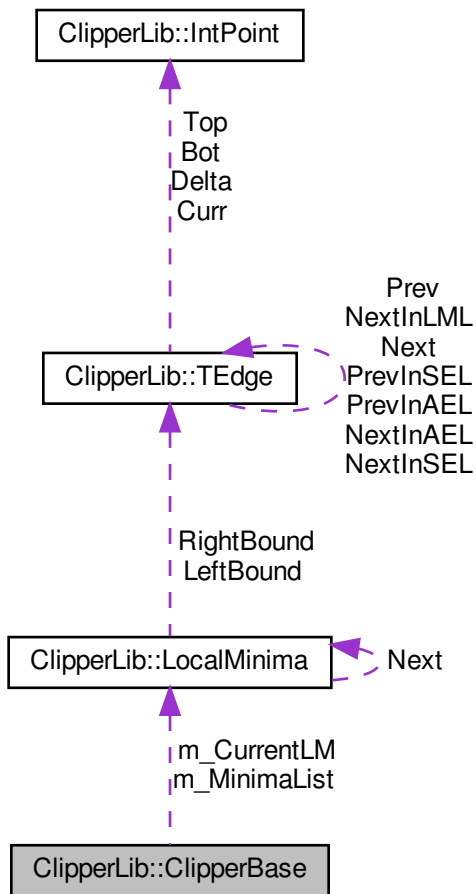 ClipperLib::IntPoint
Top
Bot
Delta
Curr
Prev
NextInLML
Next
PrevInSEL
PrevInAEL
NextInAEL
NextInSEL
ClipperLib::TEdge
RightBound
LeftBound
ClipperLib::LocalMinima
Next
m_CurrentLM
m_MinimaList
ClipperLib::ClipperBase